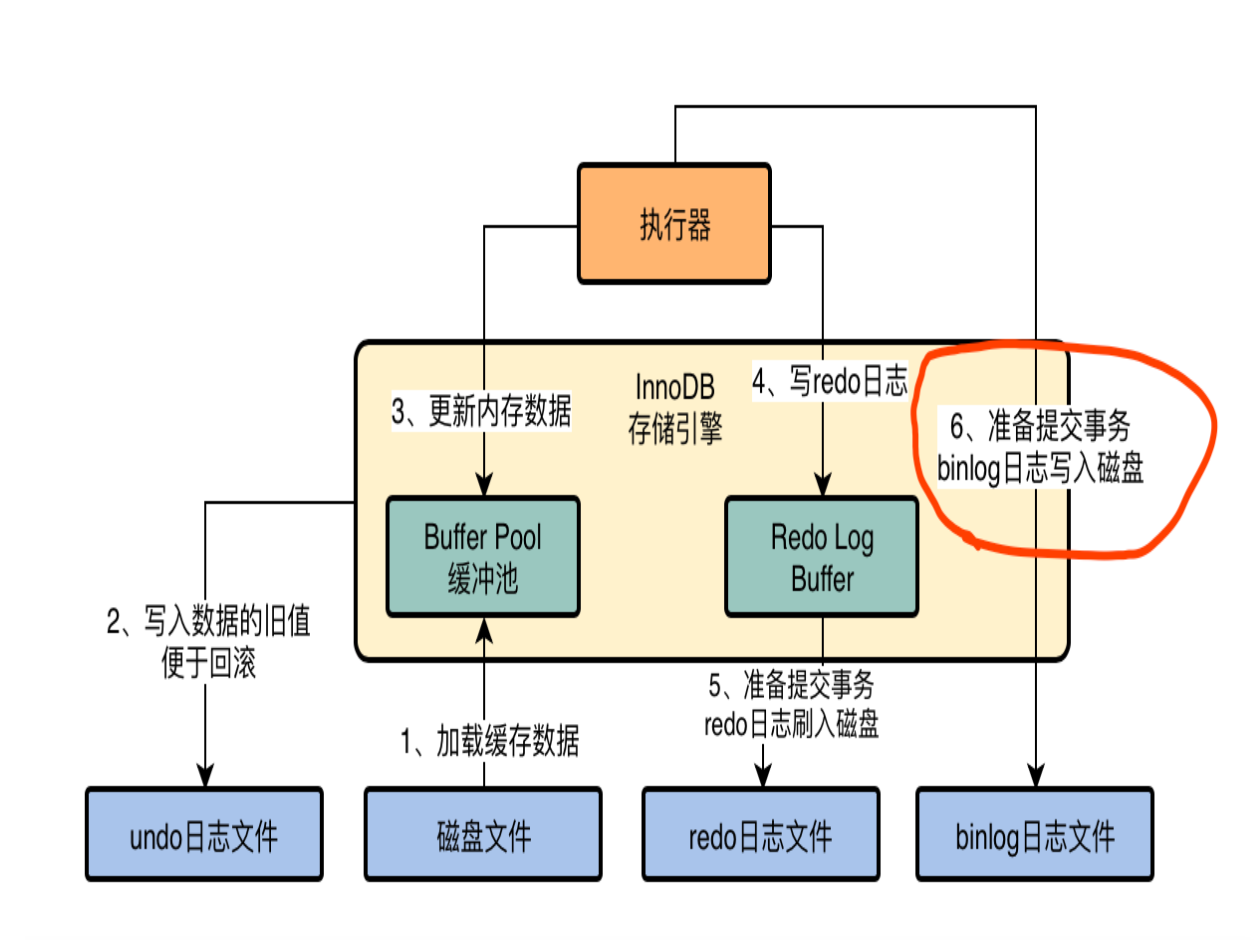 执行器
InnoDB
存储引擎
3、更新内存数据
4、写redo日志
6、准备提交事务
binlog日志写入磁盘
Buffer Pool
缓冲池
Redo Log
Buffer
2、写入数据的旧值
便于回滚
1、加载缓存数据
5、准备提交事务
redo日志刷入磁盘
undo日志文件
磁盘文件
redo日志文件
binlog日志文件